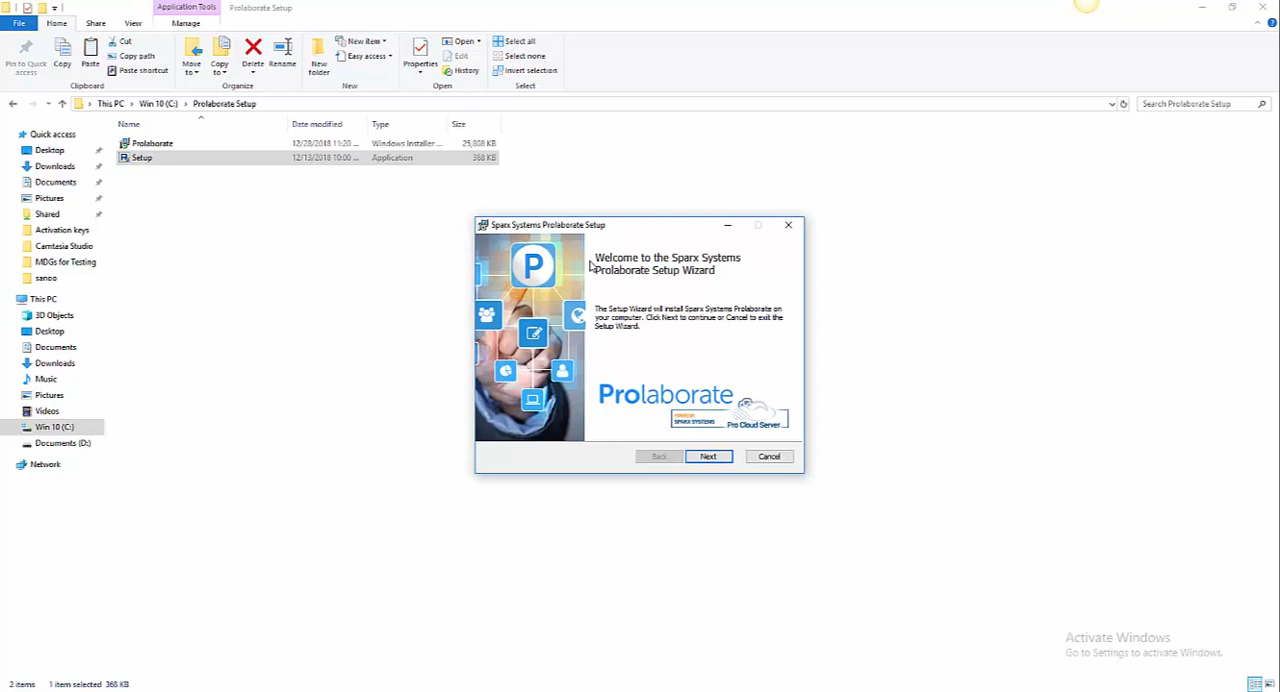 Application Tools
Prolaborate Setup
File
Home
Share
View
Manage
Pin to Quick access
Copy
Paste
Cut
Copy path
Paste shortcut
Clipboard
Move to
Copy to
Delete
Rename
Organize
New folder
New item
Easy access
New
Properties
Open
Edit
History
Open
Select all
Select none
Invert selection
Select
This PC > Win 10 (C:) > Prolaborate Setup
Search Prolaborate Setup
Name
Date modified
Type
Size
Prolaborate
12/28/2018 11:20 ...
Windows Installer ...
25,808 KB
Setup
12/13/2018 10:00 ...
Application
368 KB
Quick access
Desktop
Downloads
Documents
Pictures
Shared
Activation keys
Camtasia Studio
MDGs for Testing
sanoo
This PC
3D Objects
Desktop
Documents
Downloads
Music
Pictures
Videos
Win 10 (C:)
Documents (D:)
Network
Sparx Systems Prolaborate Setup
P
Welcome to the Sparx Systems
Prolaborate Setup Wizard
The Setup Wizard will install Sparx Systems Prolaborate on
your computer. Click Next to continue or Cancel to exit the
Setup Wizard.
Prolaborate
POWERED BY
SPARX SYSTEMS
Pro Cloud Server
Back
Next
Cancel
Activate Windows
Go to Settings to activate Windows.
2 items
1 item selected 368 KB